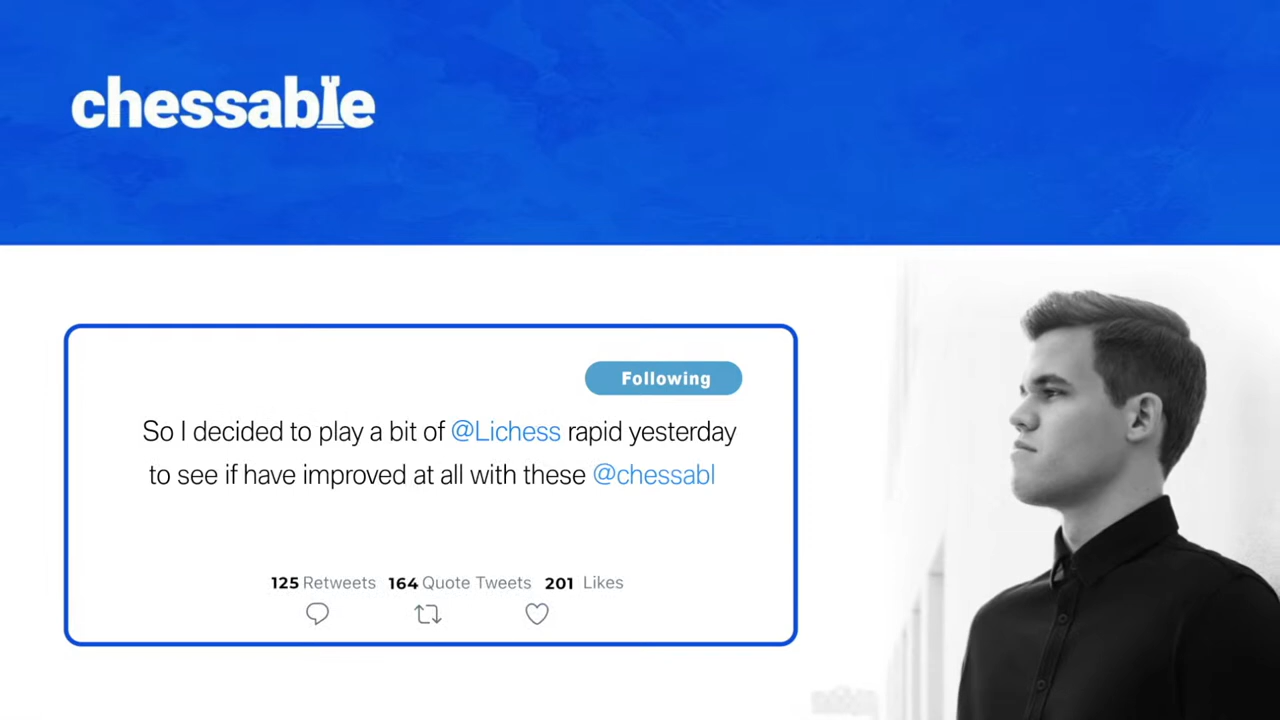 chessable
Following
So I decided to play a bit of @Lichess rapid yesterday
to see if have improved at all with these @chessabl
125 Retweets 164 Quote Tweets 201 Likes